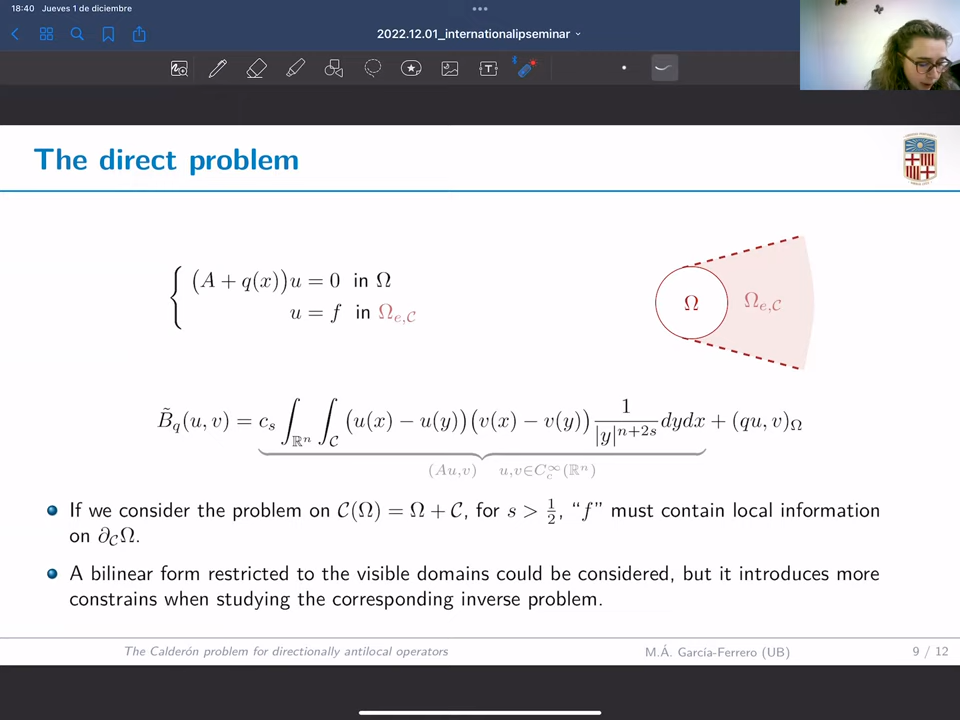 18:40 Jueves 1 de diciembre
2022.12.01_internationalipseminar
The direct problem
(A + q(x))u = 0 in Ω
u = f in Ω_{e,𝒞}
Ω Ω_{e,𝒞}
B̃_q(u, v) = c_s ∫_{ℝ^n} ∫_𝒞 (u(x) − u(y))(v(x) − v(y)) 1/|y|^{n+2s} dydx + (qu, v)_Ω
(Au,v) u,v∈C_c^∞(ℝ^n)
If we consider the problem on 𝒞(Ω) = Ω + 𝒞, for s > 1/2, “f” must contain local information
on ∂_𝒞Ω.
A bilinear form restricted to the visible domains could be considered, but it introduces more
constrains when studying the corresponding inverse problem.
The Calderón problem for directionally antilocal operators
M.Á. García-Ferrero (UB)
9 / 12